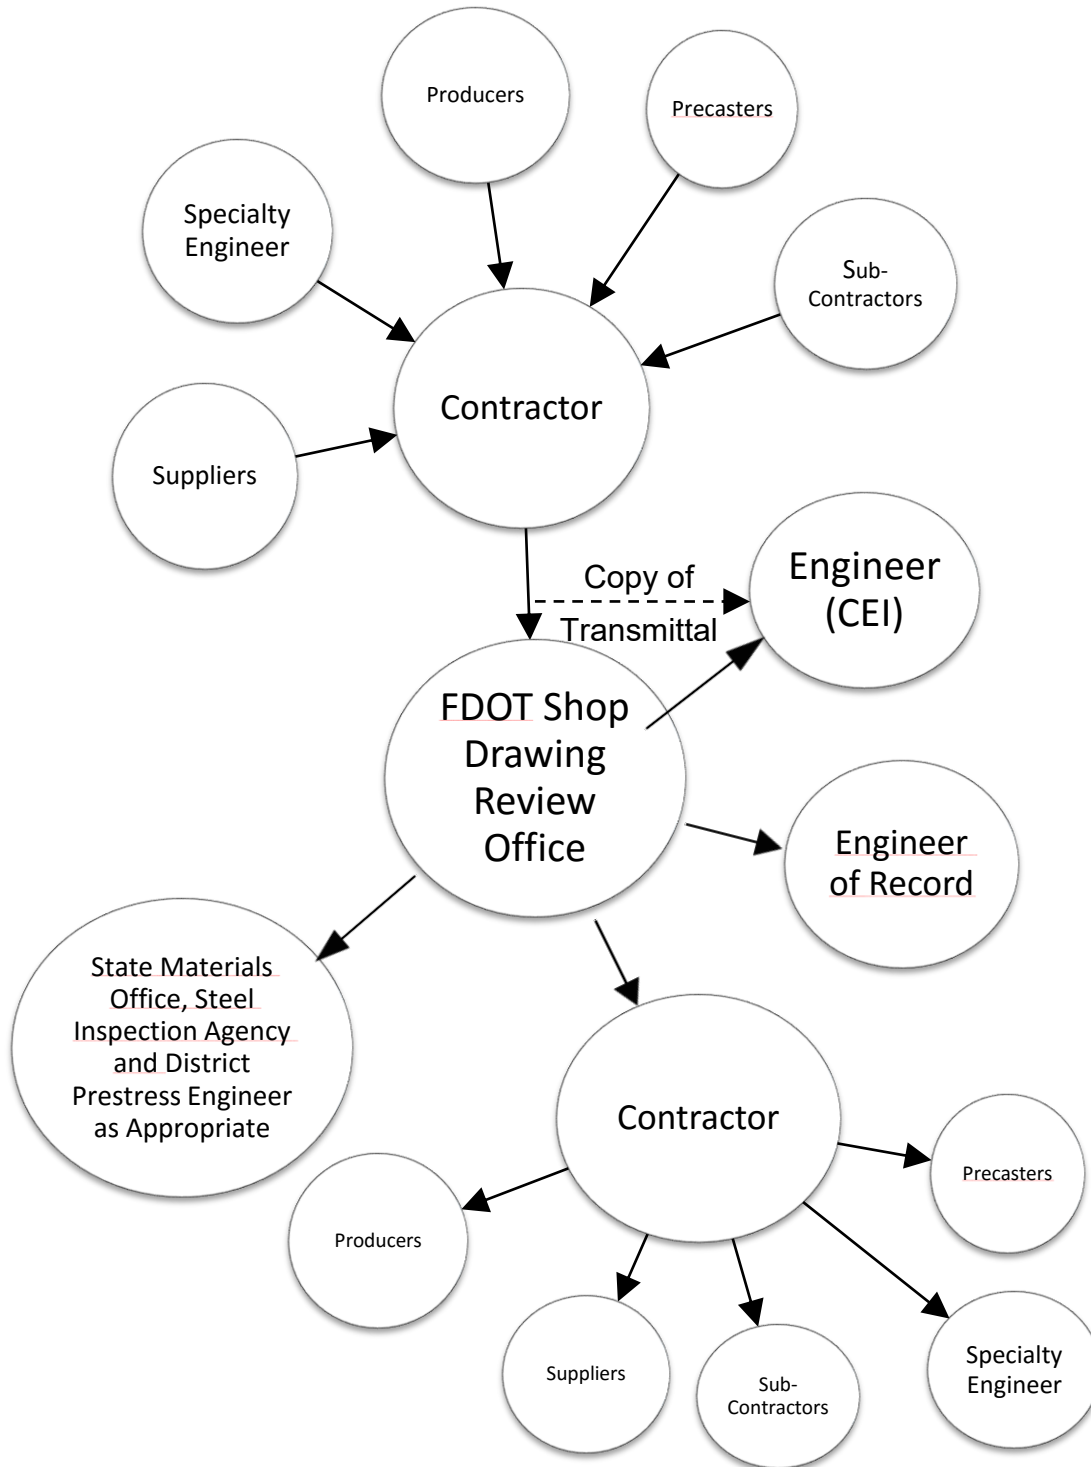 Producers
Precasters
Specialty
Engineer
Sub-
Contractors
Contractor
Suppliers
Copy of
Transmittal
Engineer
(CEI)
FDOT Shop
Drawing
Review
Office
Engineer
of Record
State Materials
Office, Steel
Inspection Agency
and District
Prestress Engineer
as Appropriate
Contractor
Precasters
Producers
Suppliers
Sub-
Contractors
Specialty
Engineer